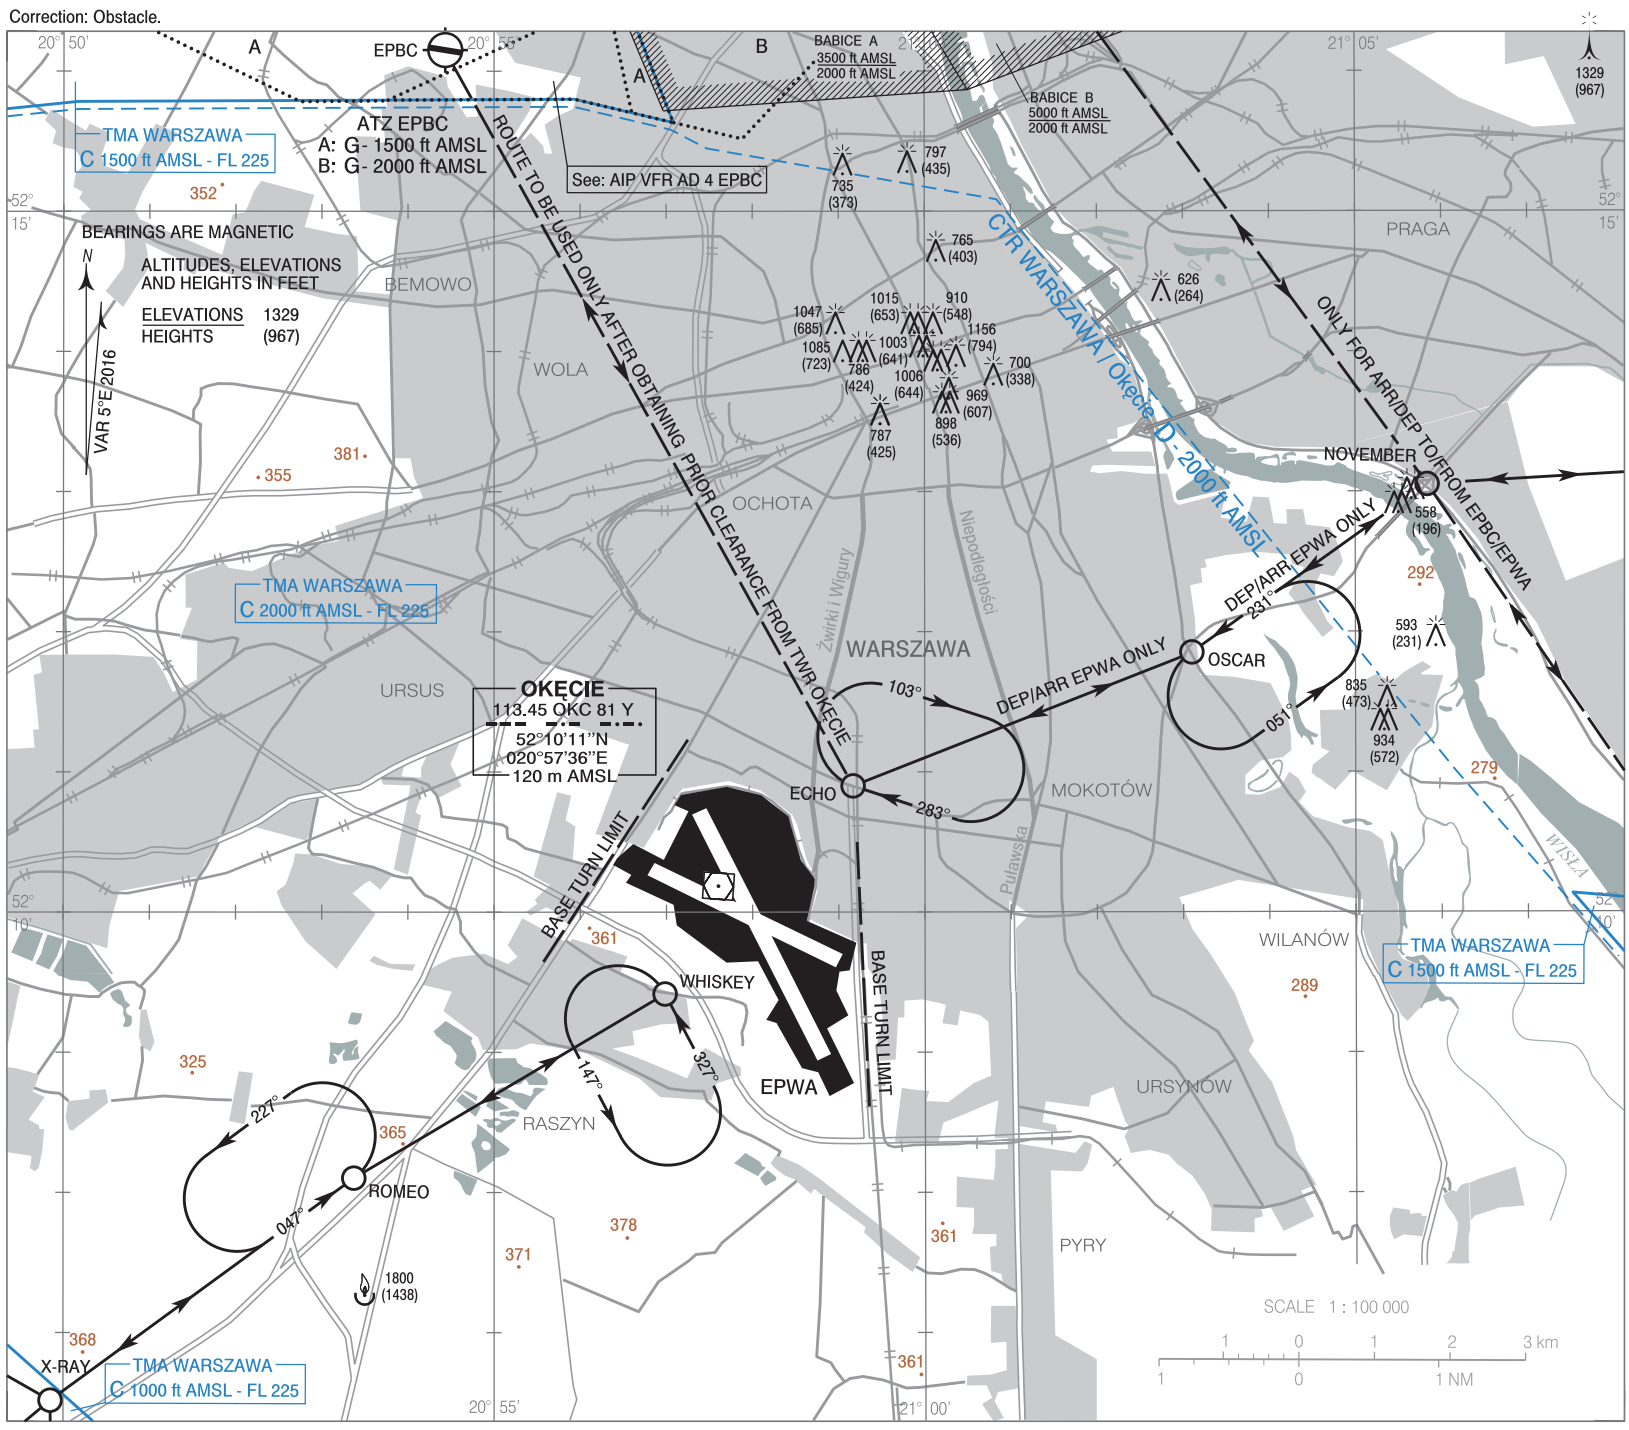 Correction: Obstacle.
20° 50'
A
EPBC
20° 55'
B
A
BABICE A
3500 ft AMSL
2000 ft AMSL
21° 05'
1329
(967)
BABICE B
5000 ft AMSL
2000 ft AMSL
TMA WARSZAWA
C 1500 ft AMSL - FL 225
ATZ EPBC
A: G - 1500 ft AMSL
B: G - 2000 ft AMSL
See: AIP VFR AD 4 EPBC
352
735
(373)
797
(435)
52°
15'
52°
15'
BEARINGS ARE MAGNETIC
N
ALTITUDES, ELEVATIONS
AND HEIGHTS IN FEET
ELEVATIONS 1329
HEIGHTS (967)
VAR 5°E 2016
BEMOWO
PRAGA
765
(403)
626
(264)
ROUTE TO BE USED ONLY AFTER OBTAINING PRIOR CLEARANCE FROM TWR OKĘCIE
CTR WARSZAWA / Okęcie D - 2000 ft AMSL
ONLY FOR ARR/DEP TO/FROM EPBC/EPWA
1047
(685)
1015
(653)
910
(548)
1085
(723)
786
(424)
1003
(641)
1156
(794)
1006
(644)
700
(338)
969
(607)
898
(536)
787
(425)
WOLA
355
381
OCHOTA
NOVEMBER
558
(196)
292
593
(231)
TMA WARSZAWA
C 2000 ft AMSL - FL 225
Żwirki i Wigury
Niepodległości
WARSZAWA
DEP/ARR EPWA ONLY
231°
OSCAR
051°
DEP/ARR EPWA ONLY
103°
283°
ECHO
835
(473)
934
(572)
279
URSUS
OKĘCIE
113.45 OKC 81 Y
52°10'11''N
020°57'36''E
120 m AMSL
MOKOTÓW
Puławska
WISŁA
BASE TURN LIMIT
52°
10'
52°
10'
361
WHISKEY
BASE TURN LIMIT
WILANÓW
TMA WARSZAWA
C 1500 ft AMSL - FL 225
289
325
147°
327°
EPWA
URSYNÓW
RASZYN
227°
365
ROMEO
047°
378
371
361
PYRY
1800
(1438)
368
X-RAY
TMA WARSZAWA
C 1000 ft AMSL - FL 225
361
SCALE 1 : 100 000
1 0 1 2 3 km
1 0 1 NM
20° 55'
21° 00'